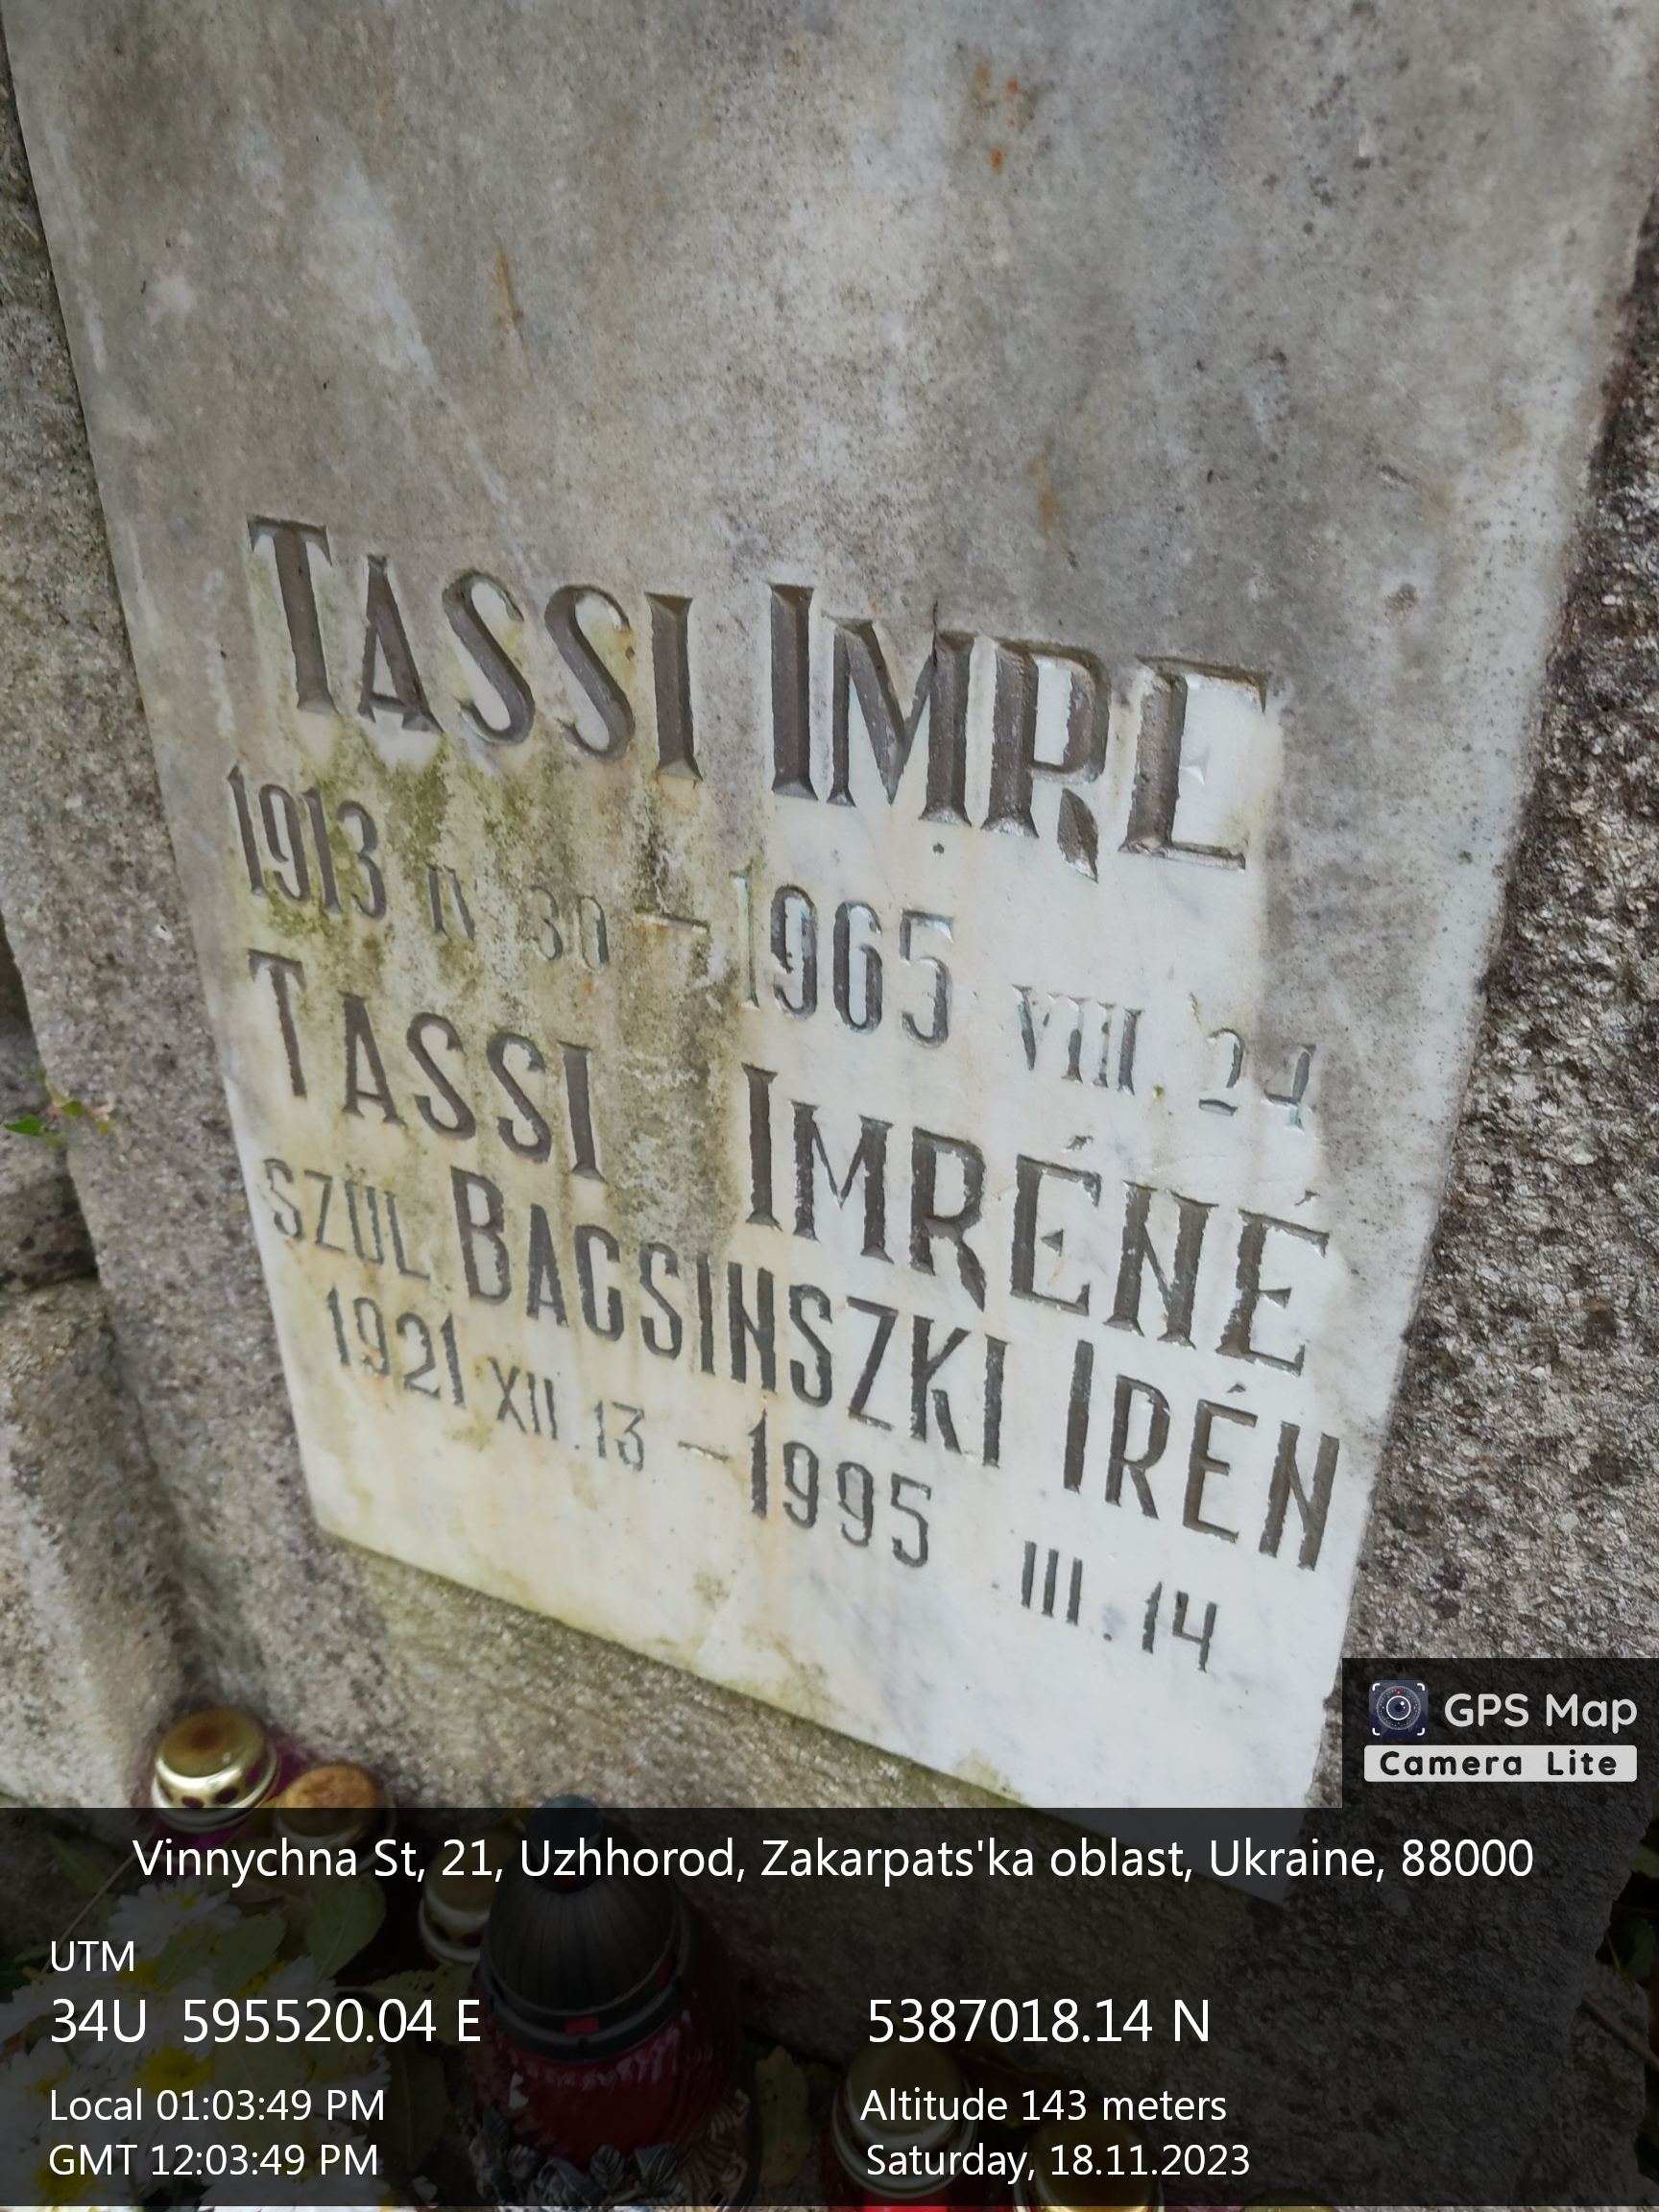 TASSI IMRE
1913 IV 30 — 1965 VIII. 24
TASSI IMRÉNÉ
SZÜL. BACSINSZKI IRÉN
1921 XII. 13 — 1995 III. 14
GPS Map
Camera Lite
Vinnychna St, 21, Uzhhorod, Zakarpats'ka oblast, Ukraine, 88000
UTM
34U 595520.04 E 5387018.14 N
Local 01:03:49 PM Altitude 143 meters
GMT 12:03:49 PM Saturday, 18.11.2023